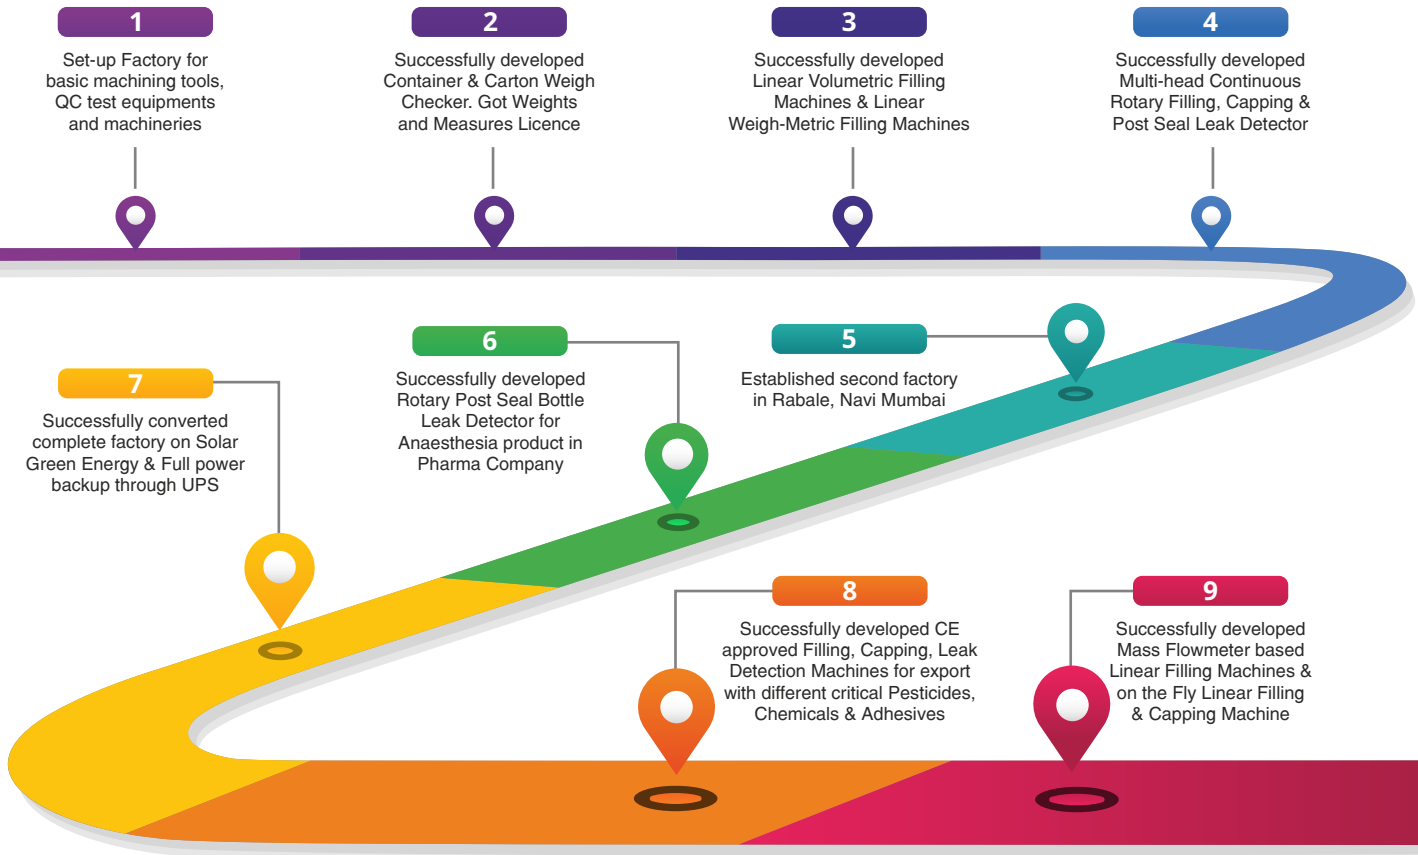 1
Set-up Factory for
basic machining tools,
QC test equipments
and machineries
2
Successfully developed
Container & Carton Weigh
Checker. Got Weights
and Measures Licence
3
Successfully developed
Linear Volumetric Filling
Machines & Linear
Weigh-Metric Filling Machines
4
Successfully developed
Multi-head Continuous
Rotary Filling, Capping &
Post Seal Leak Detector
5
Established second factory
in Rabale, Navi Mumbai
6
Successfully developed
Rotary Post Seal Bottle
Leak Detector for
Anaesthesia product in
Pharma Company
7
Successfully converted
complete factory on Solar
Green Energy & Full power
backup through UPS
8
Successfully developed CE
approved Filling, Capping, Leak
Detection Machines for export
with different critical Pesticides,
Chemicals & Adhesives
9
Successfully developed
Mass Flowmeter based
Linear Filling Machines &
on the Fly Linear Filling
& Capping Machine